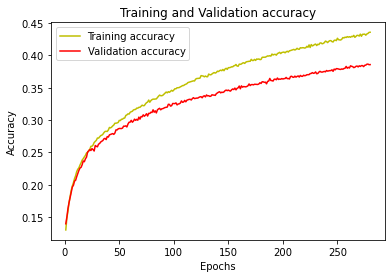 Training and Validation accuracy
Training accuracy
Validation accuracy
Accuracy
0.45
0.40
0.35
0.30
0.25
0.20
0.15
0
50
100
150
200
250
Epochs